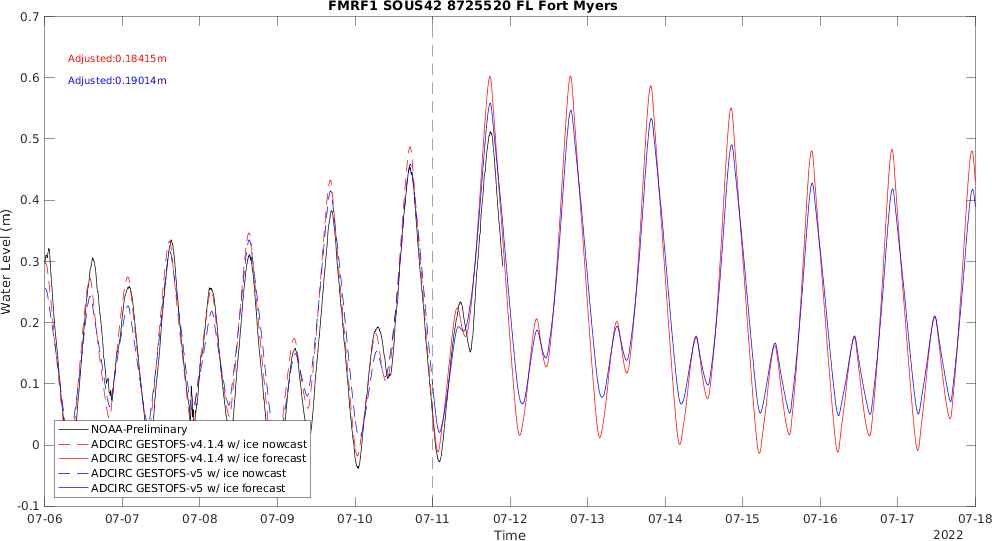 FMRF1 SOUS42 8725520 FL Fort Myers
0.7
Adjusted:0.18415m
0.6
Adjusted:0.19014m
0.5
0.4
0.3
0.2
0.1
0
-0.1
Water Level (m)
NOAA-Preliminary
ADCIRC GESTOFS-v4.1.4 w/ ice nowcast
ADCIRC GESTOFS-v4.1.4 w/ ice forecast
ADCIRC GESTOFS-v5 w/ ice nowcast
ADCIRC GESTOFS-v5 w/ ice forecast
07-06 07-07 07-08 07-09 07-10 07-11 07-12 07-13 07-14 07-15 07-16 07-17 07-18
Time
2022